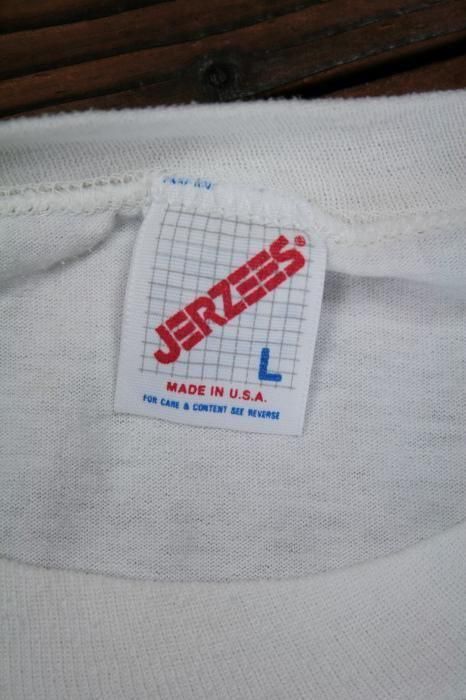 JERZEES®
L
MADE IN U.S.A.
FOR CARE & CONTENT SEE REVERSE